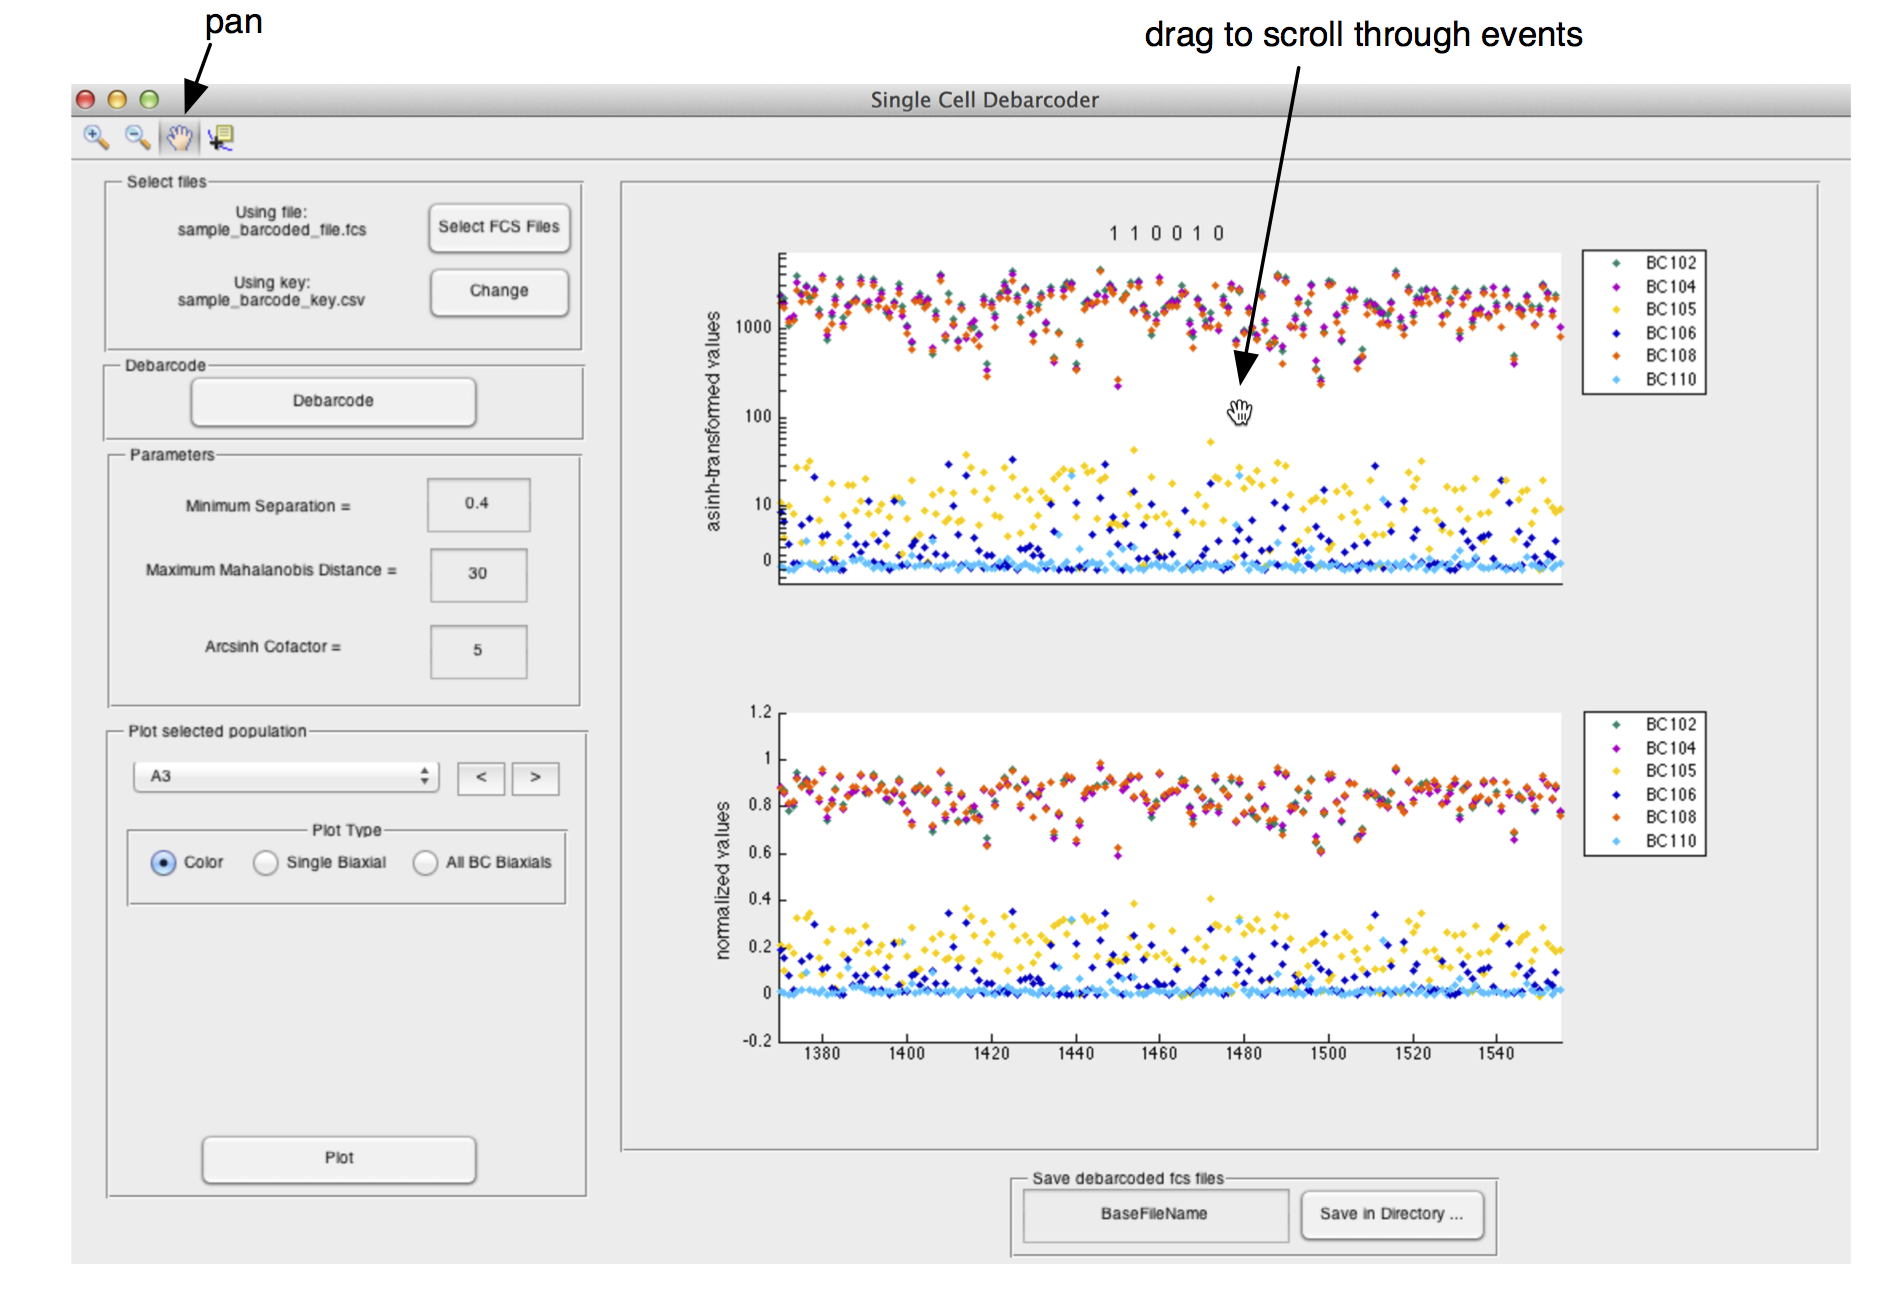 pan
drag to scroll through events
Single Cell Debarcoder
Select files
Using file:
sample_barcoded_file.fcs
Select FCS Files
Using key:
sample_barcode_key.csv
Change
Debarcode
Debarcode
Parameters
Minimum Separation =
0.4
Maximum Mahalanobis Distance =
30
Arcsinh Cofactor =
5
Plot selected population
A3
<
>
Plot Type
Color
Single Biaxial
All BC Biaxials
Plot
1 1 0 0 1 0
asinh-transformed values
1000
100
10
0
BC102
BC104
BC105
BC106
BC108
BC110
normalized values
1.2
1
0.8
0.6
0.4
0.2
0
-0.2
1380 1400 1420 1440 1460 1480 1500 1520 1540
BC102
BC104
BC105
BC106
BC108
BC110
Save debarcoded fcs files
BaseFileName
Save in Directory ...